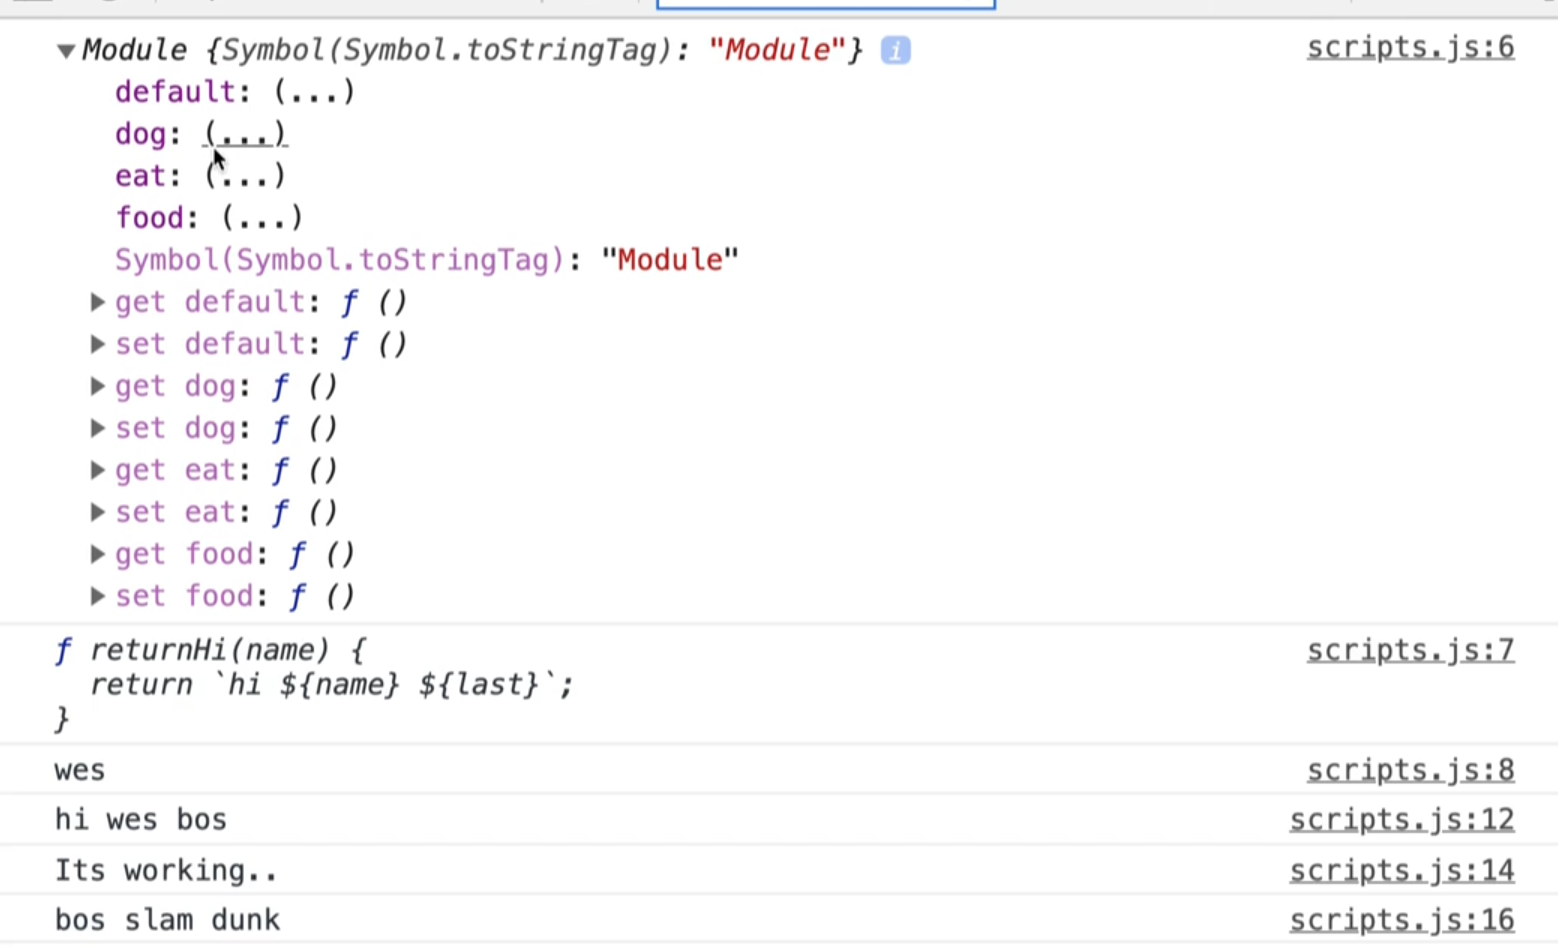 Module {Symbol(Symbol.toStringTag): "Module"} i scripts.js:6
default: (...)
dog: (...)
eat: (...)
food: (...)
Symbol(Symbol.toStringTag): "Module"
get default: ƒ ()
set default: ƒ ()
get dog: ƒ ()
set dog: ƒ ()
get eat: ƒ ()
set eat: ƒ ()
get food: ƒ ()
set food: ƒ ()
ƒ returnHi(name) { scripts.js:7
return `hi ${name} ${last}`;
}
wes scripts.js:8
hi wes bos scripts.js:12
Its working.. scripts.js:14
bos slam dunk scripts.js:16